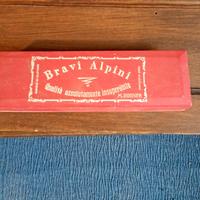 Bravi Alpini
Qualità assolutamente insuperabile